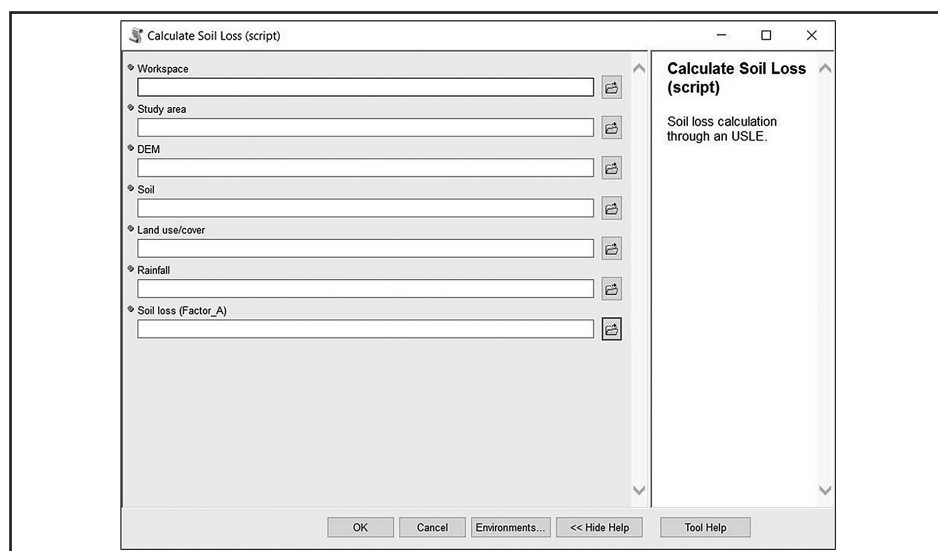 Calculate Soil Loss (script)
Workspace
Study area
DEM
Soil
Land use/cover
Rainfall
Soil loss (Factor_A)
Calculate Soil Loss
(script)
Soil loss calculation
through an USLE.
OK
Cancel
Environments...
<< Hide Help
Tool Help